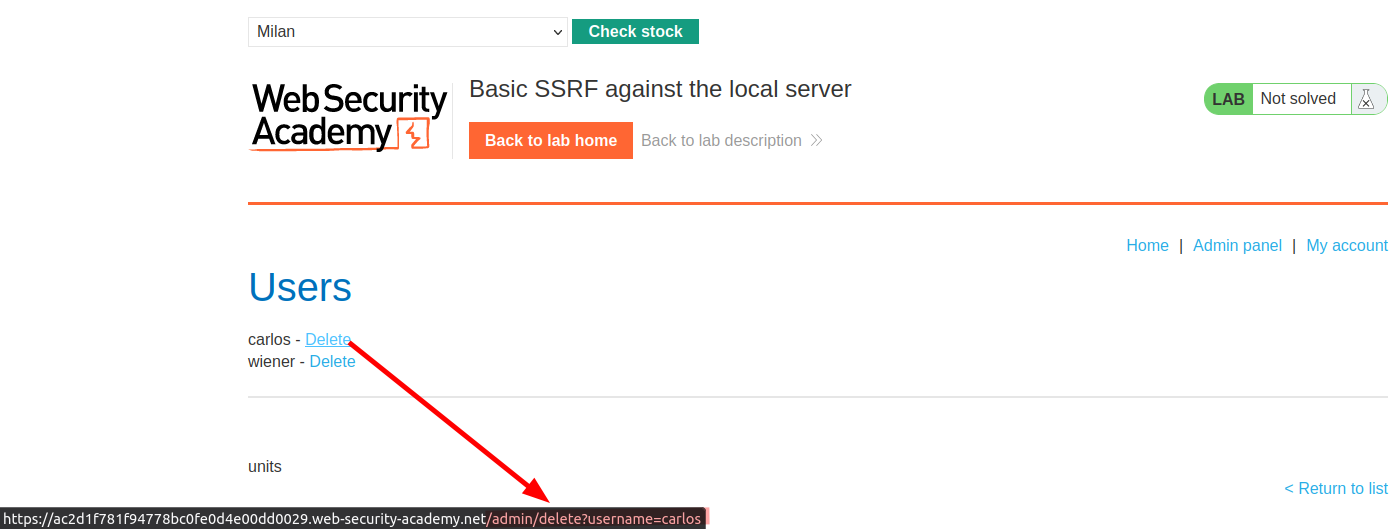 Milan Check stock
Web Security Academy
Basic SSRF against the local server
LAB Not solved
Back to lab home Back to lab description
Home | Admin panel | My account
Users
carlos - Delete
wiener - Delete
units
< Return to list
https://ac2d1f781f94778bc0fe0d4e00dd0029.web-security-academy.net/admin/delete?username=carlos